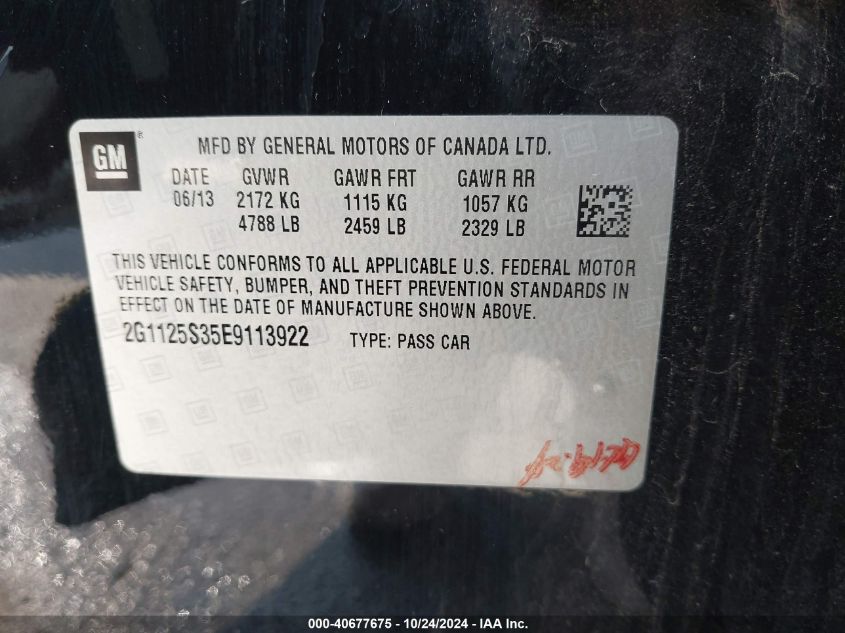 GM ®
MFD BY GENERAL MOTORS OF CANADA LTD.
DATE GVWR GAWR FRT GAWR RR
06/13 2172 KG 1115 KG 1057 KG
4788 LB 2459 LB 2329 LB
THIS VEHICLE CONFORMS TO ALL APPLICABLE U.S. FEDERAL MOTOR
VEHICLE SAFETY, BUMPER, AND THEFT PREVENTION STANDARDS IN
EFFECT ON THE DATE OF MANUFACTURE SHOWN ABOVE.
2G1125S35E9113922 TYPE: PASS CAR
000-40677675 - 10/24/2024 - IAA Inc.